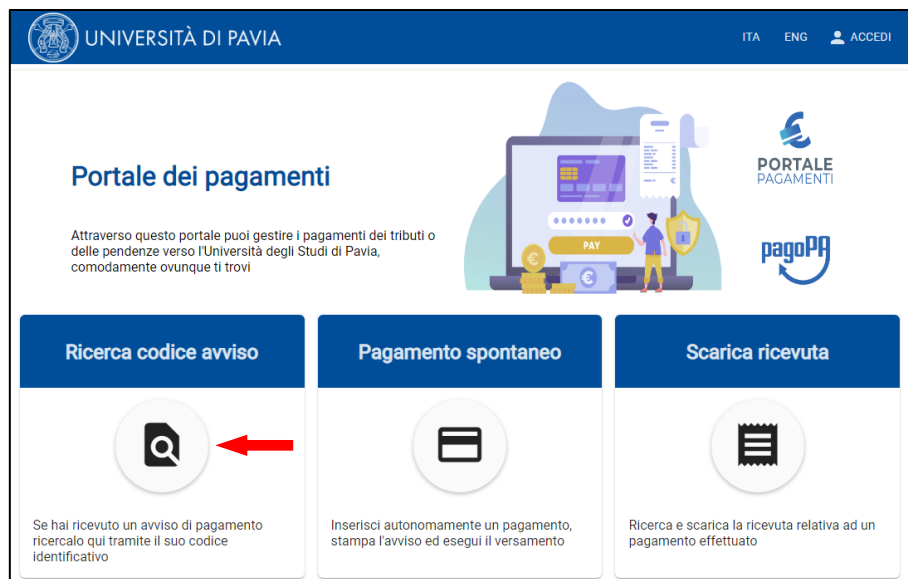 UNIVERSITÀ DI PAVIA
ITA ENG ACCEDI
Portale dei pagamenti
Attraverso questo portale puoi gestire i pagamenti dei tributi o
delle pendenze verso l'Università degli Studi di Pavia,
comodamente ovunque ti trovi
PAY
PORTALE
PAGAMENTI
pagoPA
Ricerca codice avviso
Se hai ricevuto un avviso di pagamento
ricercalo qui tramite il suo codice
identificativo
Pagamento spontaneo
Inserisci autonomamente un pagamento,
stampa l'avviso ed esegui il versamento
Scarica ricevuta
Ricerca e scarica la ricevuta relativa ad un
pagamento effettuato